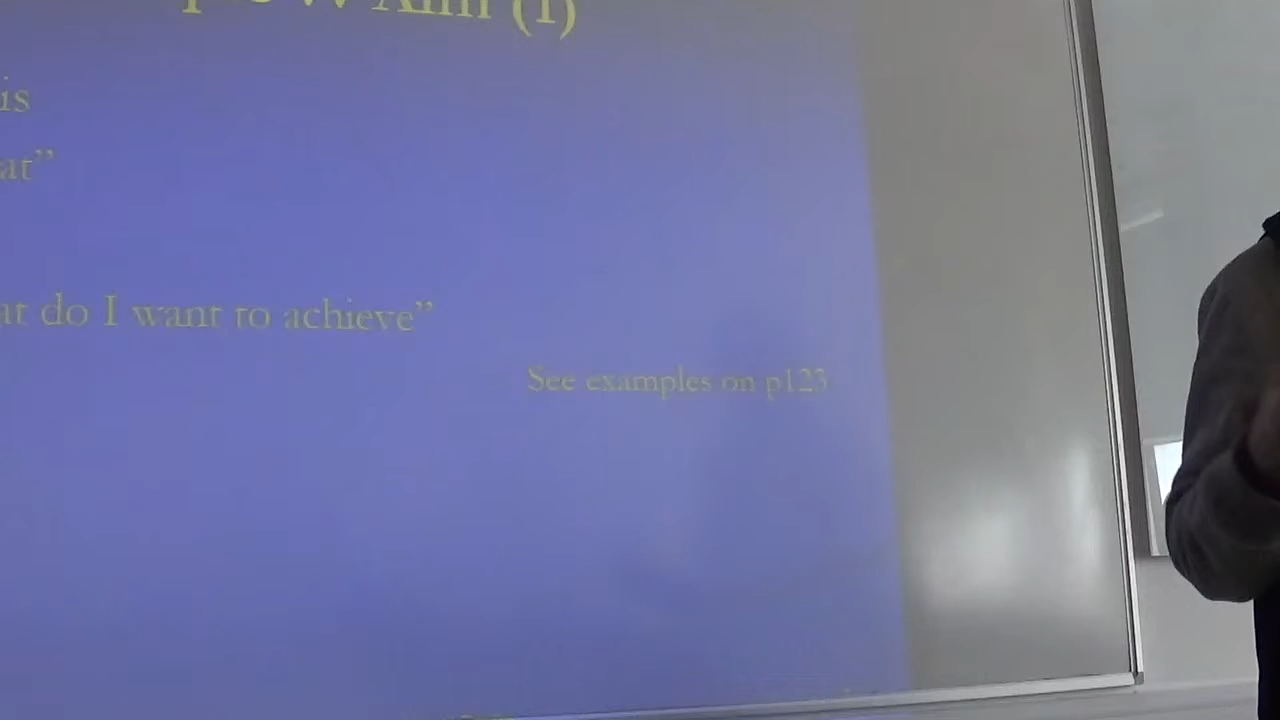 (1)
is
at”
at do I want to achieve”
See examples on p123